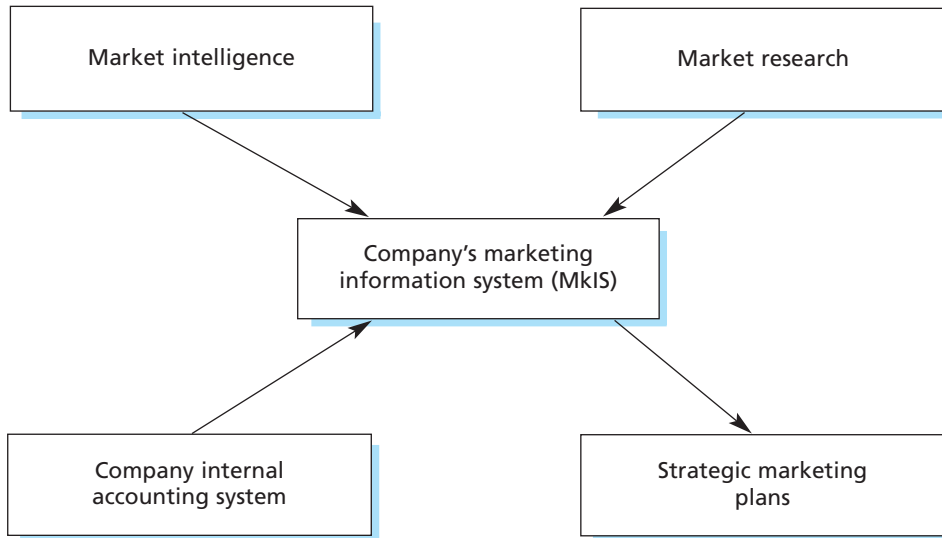 Market intelligence
Market research
Company’s marketing
information system (MkIS)
Company internal
accounting system
Strategic marketing
plans